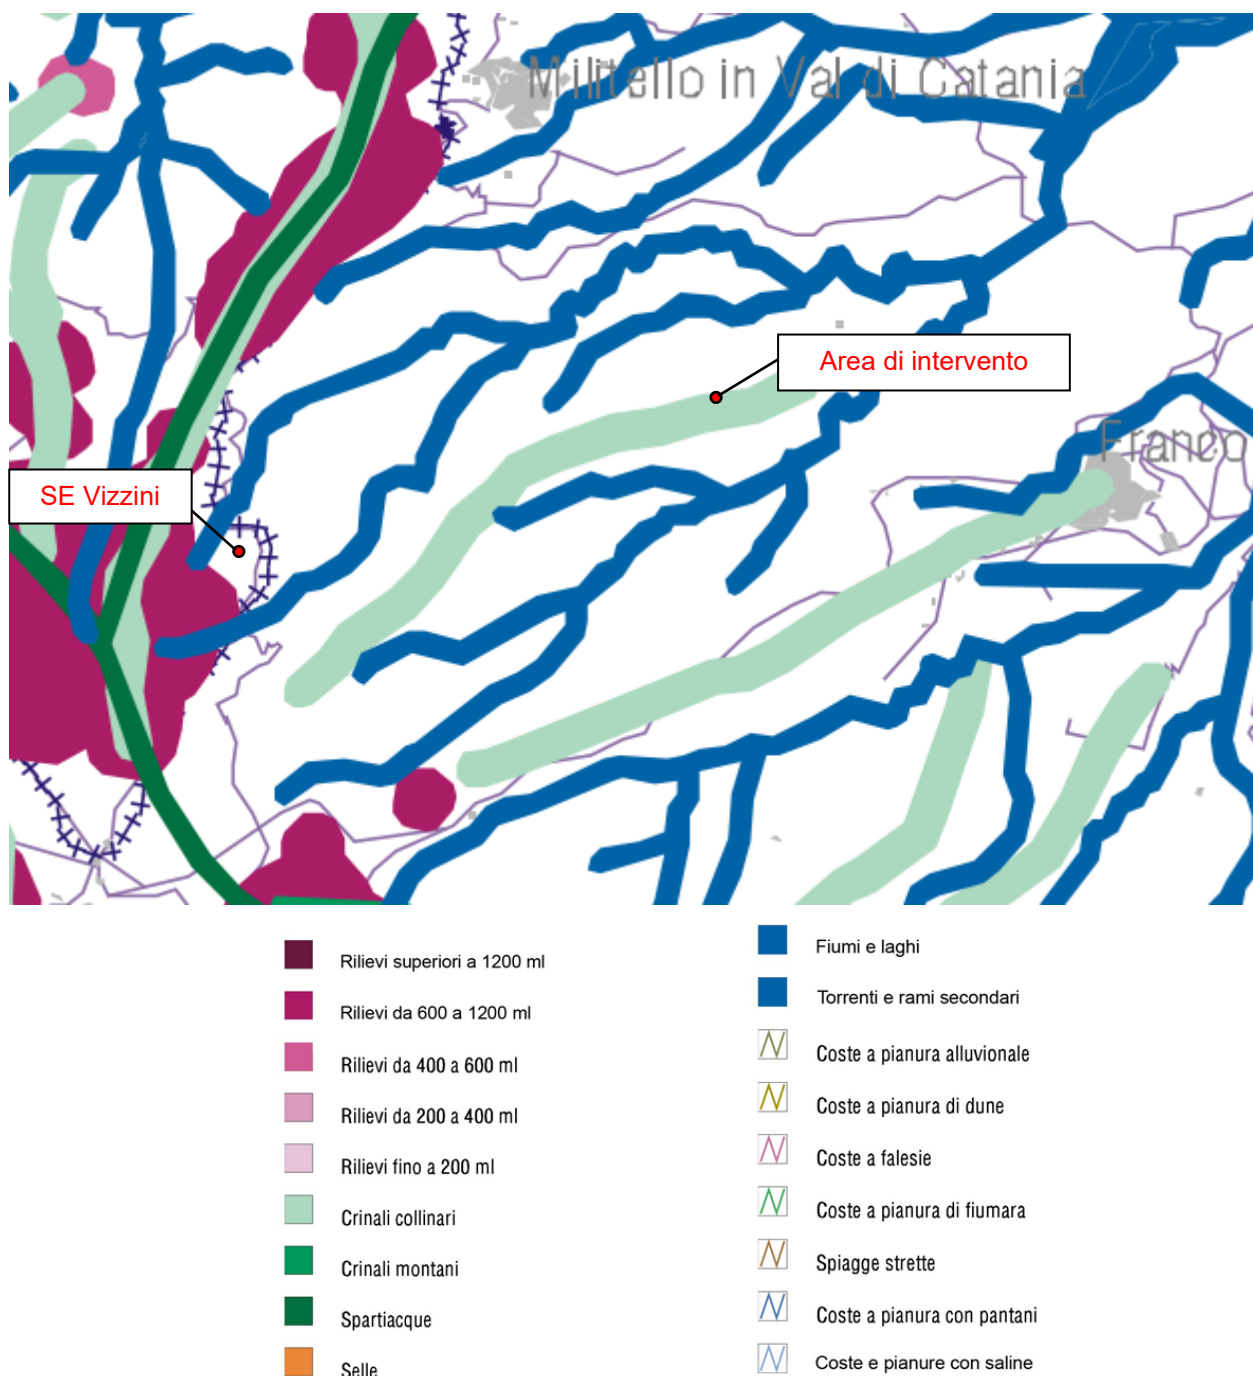 Militello in Val di Catania
Area di intervento
Franco
SE Vizzini
Rilievi superiori a 1200 ml
Rilievi da 600 a 1200 ml
Rilievi da 400 a 600 ml
Rilievi da 200 a 400 ml
Rilievi fino a 200 ml
Crinali collinari
Crinali montani
Spartiacque
Selle
Fiumi e laghi
Torrenti e rami secondari
Coste a pianura alluvionale
Coste a pianura di dune
Coste a falesie
Coste a pianura di fiumara
Spiagge strette
Coste a pianura con pantani
Coste e pianure con saline